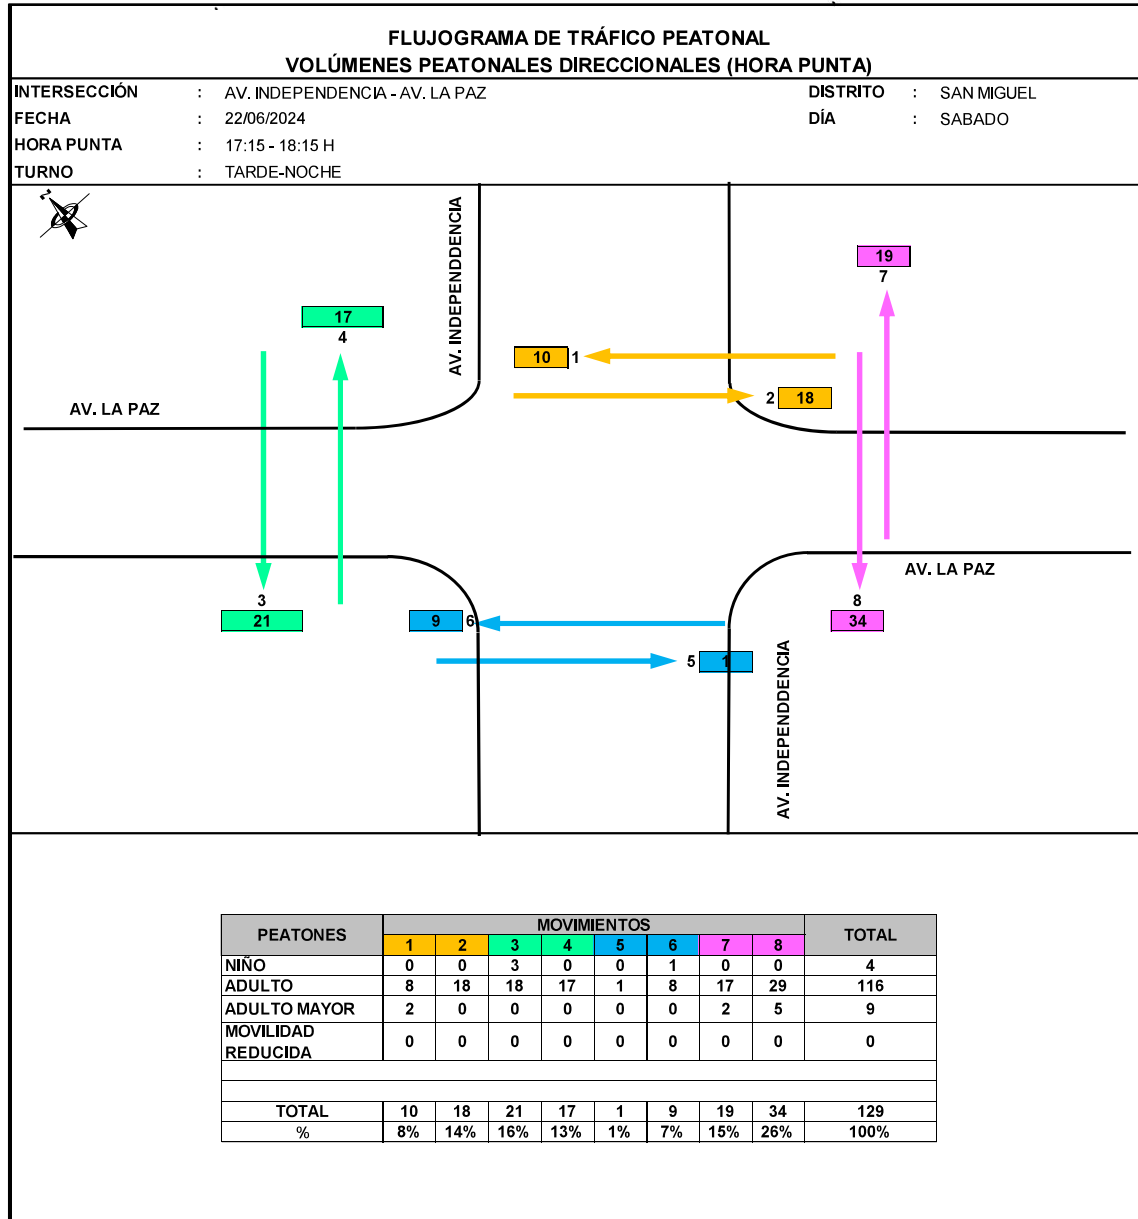 FLUJOGRAMA DE TRÁFICO PEATONAL
VOLÚMENES PEATONALES DIRECCIONALES (HORA PUNTA)
INTERSECCIÓN : AV. INDEPENDENCIA - AV. LA PAZ DISTRITO : SAN MIGUEL
FECHA : 22/06/2024 DÍA : SABADO
HORA PUNTA : 17:15 - 18:15 H
TURNO : TARDE-NOCHE
N
AV. INDEPENDDENCIA
19
7
17
4
10 1
2 18
AV. LA PAZ
AV. LA PAZ
3
21
9 6
8
34
5 1
AV. INDEPENDDENCIA
PEATONES MOVIMIENTOS TOTAL
1 2 3 4 5 6 7 8
NIÑO 0 0 3 0 0 1 0 0 4
ADULTO 8 18 18 17 1 8 17 29 116
ADULTO MAYOR 2 0 0 0 0 0 2 5 9
MOVILIDAD
REDUCIDA 0 0 0 0 0 0 0 0 0
TOTAL 10 18 21 17 1 9 19 34 129
% 8% 14% 16% 13% 1% 7% 15% 26% 100%